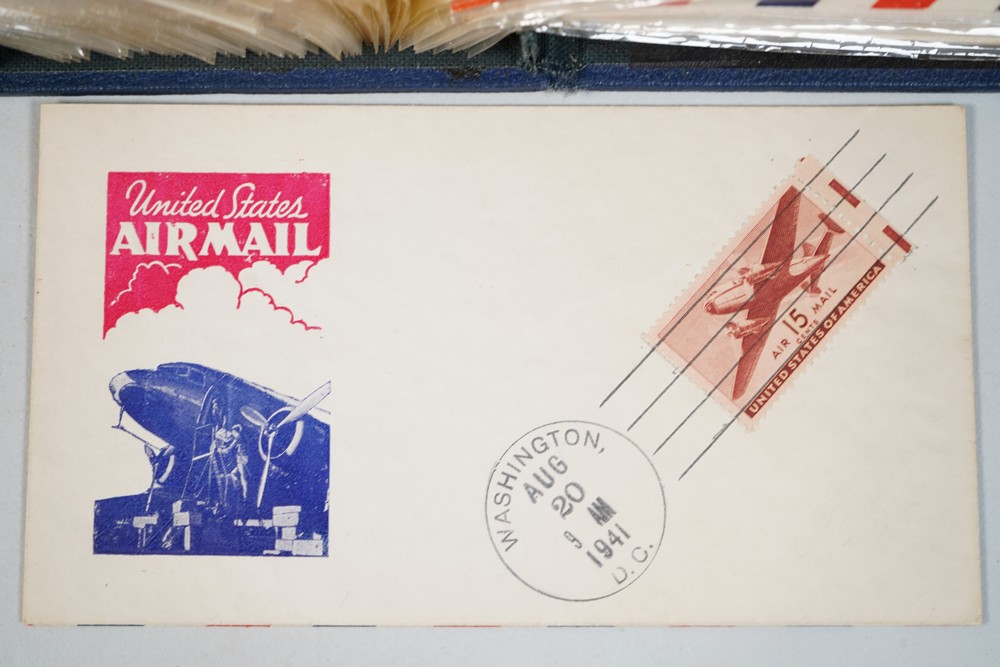 United States
AIRMAIL
15
CENTS
AIR MAIL
UNITED STATES OF AMERICA
WASHINGTON,
AUG
20
9 AM
1941
D.C.